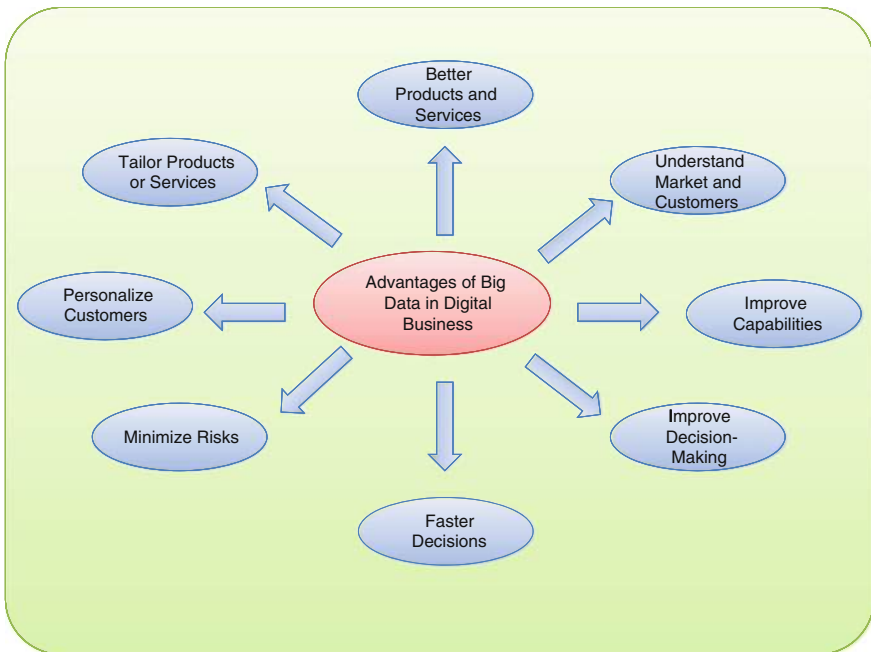 Better
Products and
Services
Tailor Products
or Services
Understand
Market and
Customers
Personalize
Customers
Advantages of Big
Data in Digital
Business
Improve
Capabilities
Minimize Risks
Improve
Decision-
Making
Faster
Decisions